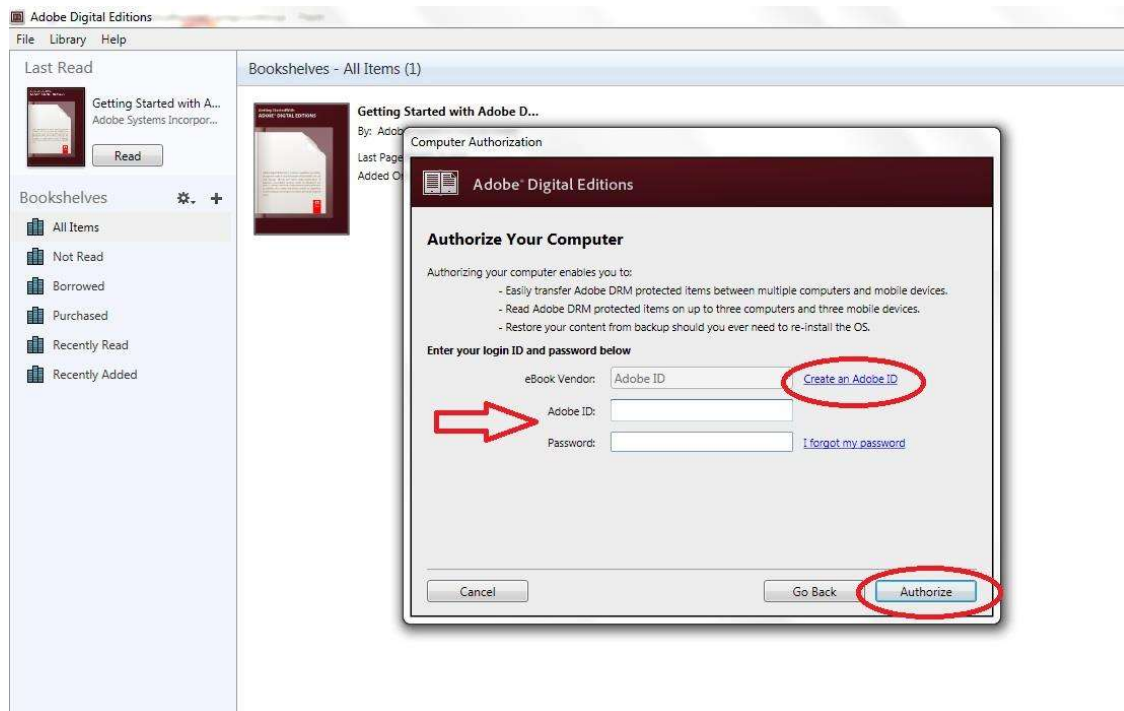 Adobe Digital Editions
File Library Help
Last Read
Getting Started with A...
Adobe Systems Incorpor...
Read
Bookshelves
All Items
Not Read
Borrowed
Purchased
Recently Read
Recently Added
Bookshelves - All Items (1)
Getting Started with Adobe D...
By: Adob
Last Page
Added O
Computer Authorization
Adobe® Digital Editions
Authorize Your Computer
Authorizing your computer enables you to:
- Easily transfer Adobe DRM protected items between multiple computers and mobile devices.
- Read Adobe DRM protected items on up to three computers and three mobile devices.
- Restore your content from backup should you ever need to re-install the OS.
Enter your login ID and password below
eBook Vendor: Adobe ID Create an Adobe ID
Adobe ID:
Password: I forgot my password
Cancel Go Back Authorize